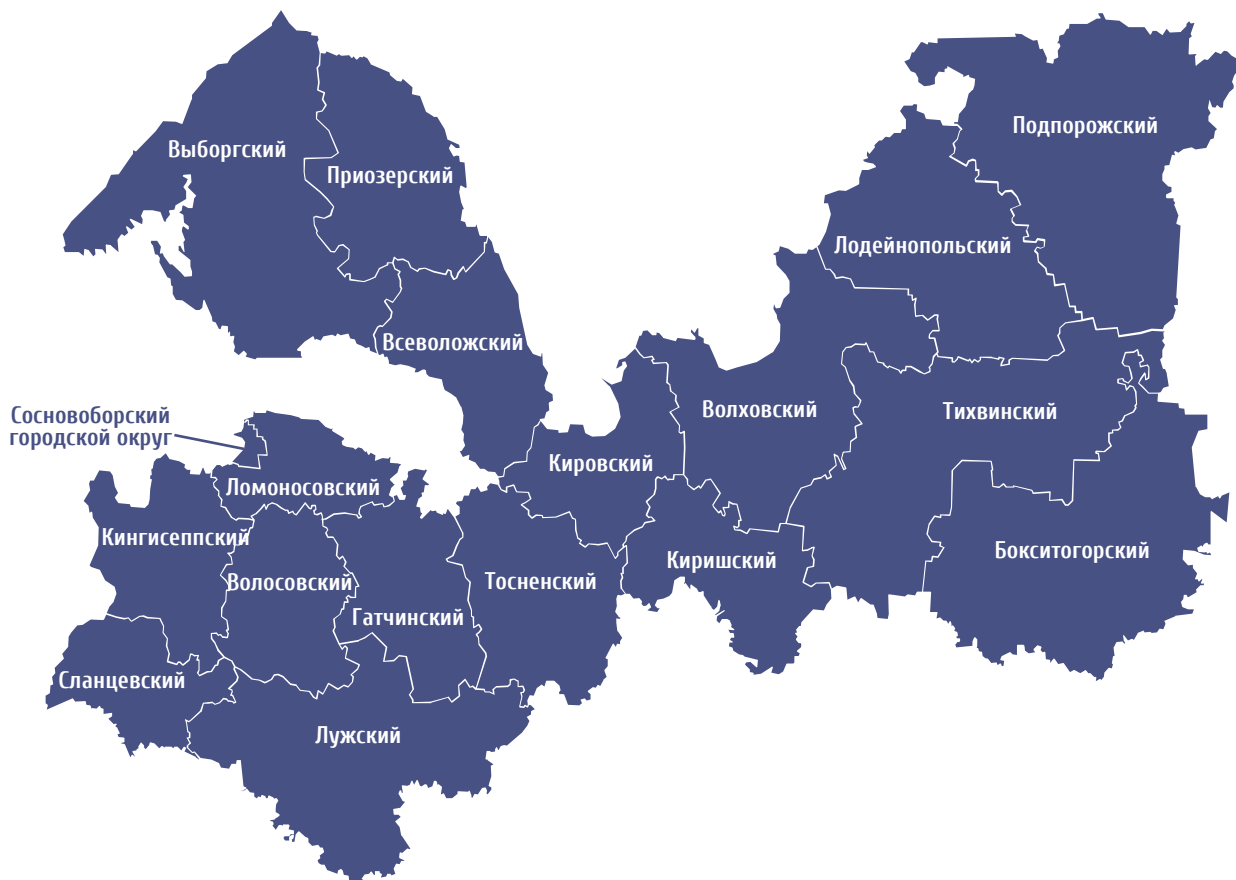 Подпорожский
Выборгский
Приозерский
Лодейнопольский
Всеволожский
Волховский
Тихвинский
Сосновоборский
городской округ
Кировский
Ломоносовский
Кингисеппский
Бокситогорский
Киришский
Волосовский
Тосненский
Гатчинский
Сланцевский
Лужский